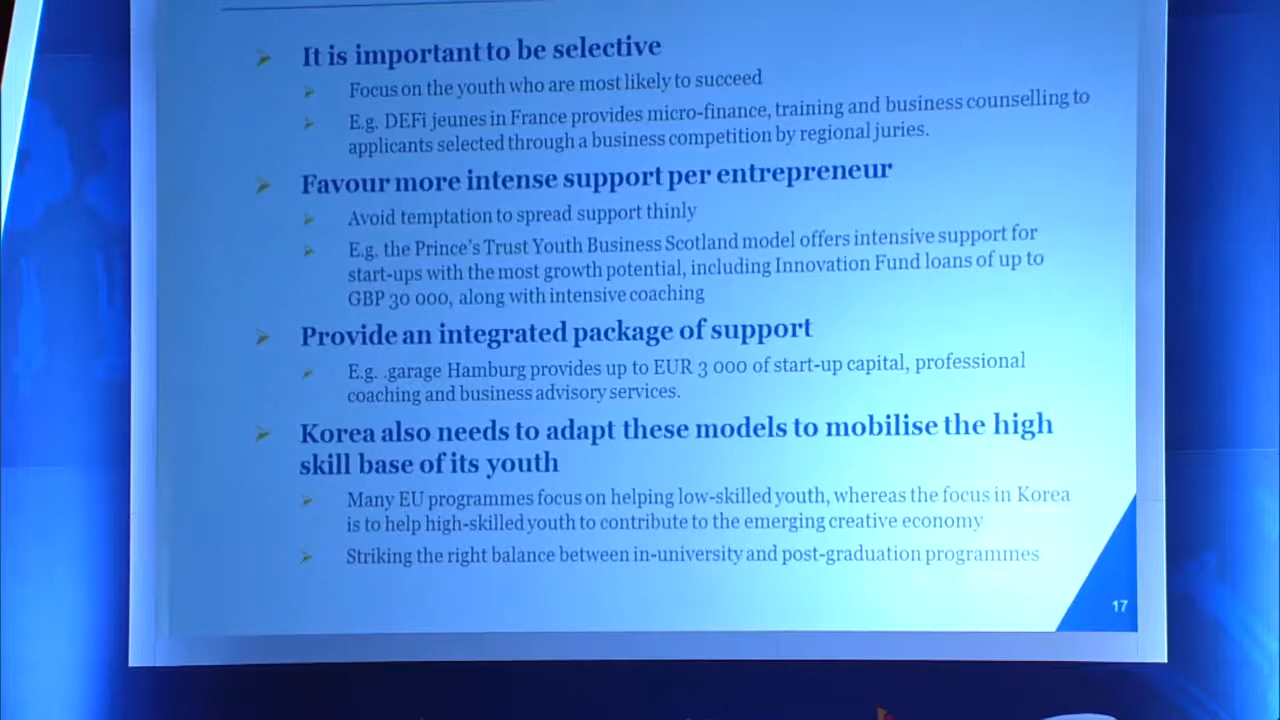 It is important to be selective
Focus on the youth who are most likely to succeed
E.g. DEFi jeunes in France provides micro-finance, training and business counselling to
applicants selected through a business competition by regional juries.
Favour more intense support per entrepreneur
Avoid temptation to spread support thinly
E.g. the Prince's Trust Youth Business Scotland model offers intensive support for
start-ups with the most growth potential, including Innovation Fund loans of up to
GBP 30 000, along with intensive coaching
Provide an integrated package of support
E.g. .garage Hamburg provides up to EUR 3 000 of start-up capital, professional
coaching and business advisory services.
Korea also needs to adapt these models to mobilise the high
skill base of its youth
Many EU programmes focus on helping low-skilled youth, whereas the focus in Korea
is to help high-skilled youth to contribute to the emerging creative economy
Striking the right balance between in-university and post-graduation programmes
17